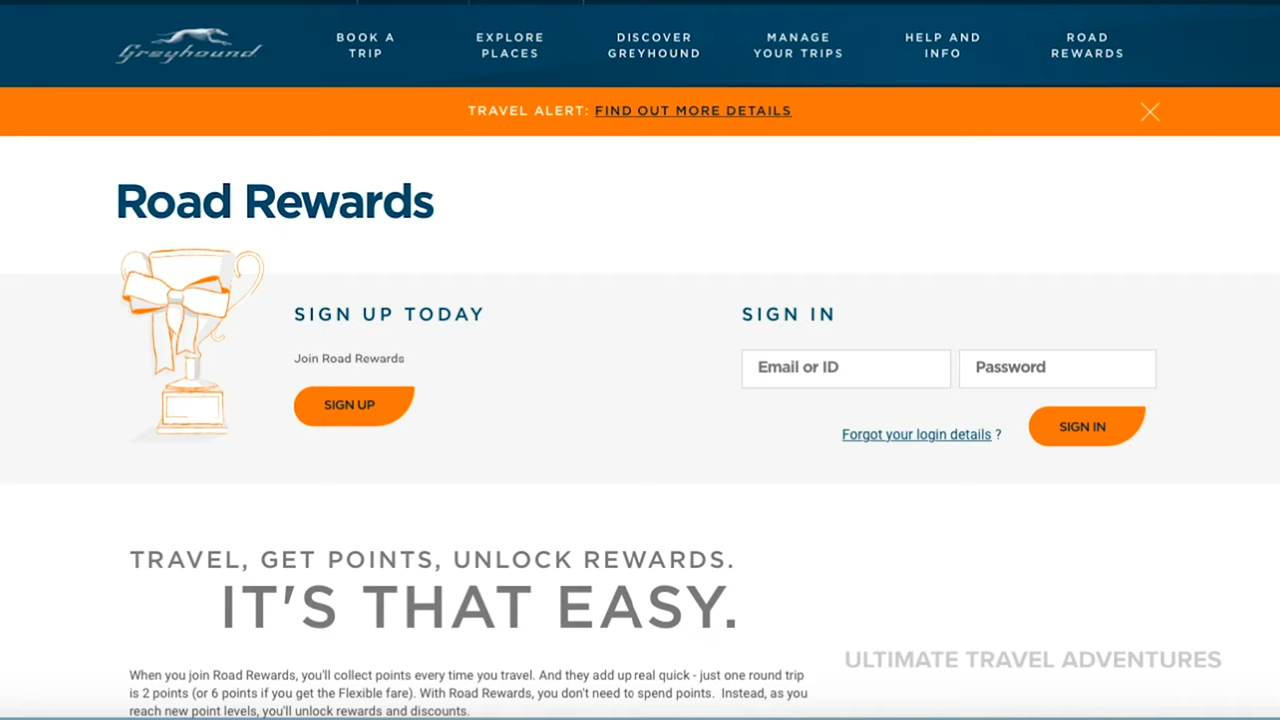 Greyhound
BOOK A
TRIP
EXPLORE
PLACES
DISCOVER
GREYHOUND
MANAGE
YOUR TRIPS
HELP AND
INFO
ROAD
REWARDS
TRAVEL ALERT: FIND OUT MORE DETAILS
Road Rewards
SIGN UP TODAY
Join Road Rewards
SIGN UP
SIGN IN
Email or ID
Password
Forgot your login details ?
SIGN IN
TRAVEL, GET POINTS, UNLOCK REWARDS.
IT'S THAT EASY.
When you join Road Rewards, you'll collect points every time you travel. And they add up real quick - just one round trip
is 2 points (or 6 points if you get the Flexible fare). With Road Rewards, you don't need to spend points. Instead, as you
reach new point levels, you'll unlock rewards and discounts.
ULTIMATE TRAVEL ADVENTURES